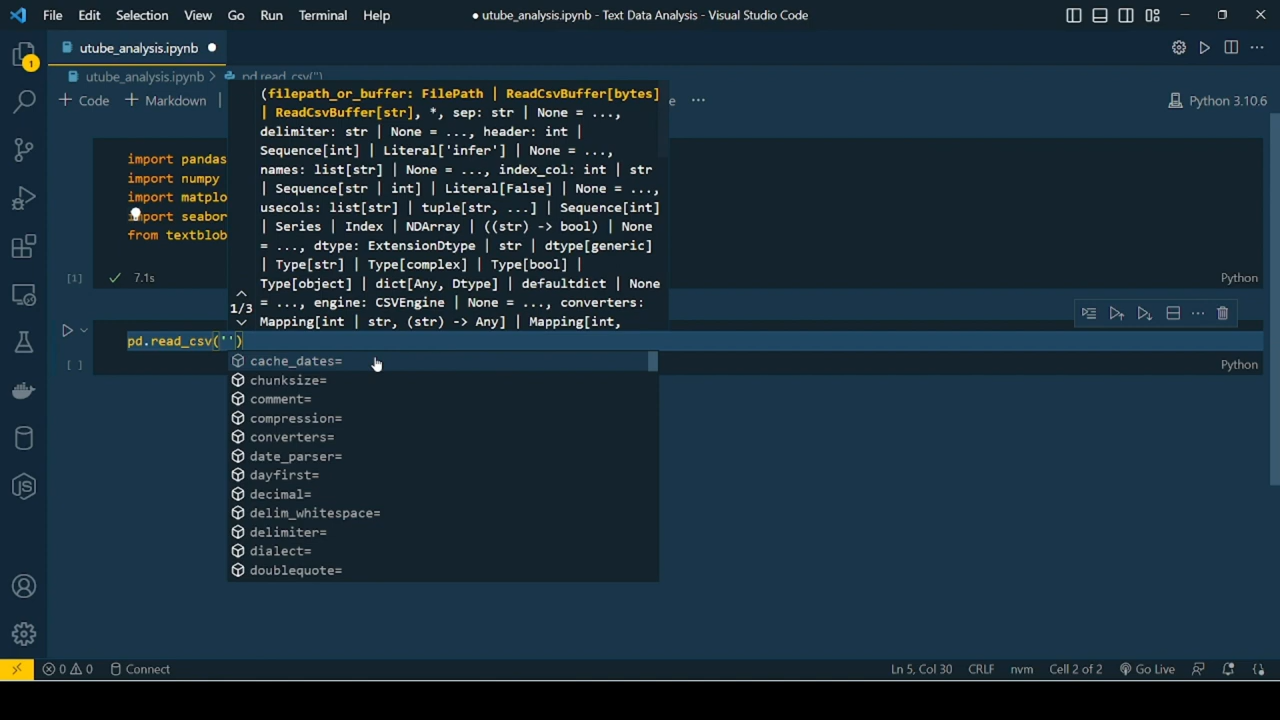 File Edit Selection View Go Run Terminal Help ● utube_analysis.ipynb - Text Data Analysis - Visual Studio Code
1
utube_analysis.ipynb ●
utube_analysis.ipynb > pd.read_csv('')
+ Code + Markdown e ···
Python 3.10.6
(filepath_or_buffer: FilePath | ReadCsvBuffer[bytes]
| ReadCsvBuffer[str], *, sep: str | None = ...,
delimiter: str | None = ..., header: int |
Sequence[int] | Literal['infer'] | None = ...,
names: list[str] | None = ..., index_col: int | str
| Sequence[str | int] | Literal[False] | None = ...,
usecols: list[str] | tuple[str, ...] | Sequence[int]
| Series | Index | NDArray | ((str) -> bool) | None
= ..., dtype: ExtensionDtype | str | dtype[generic]
| Type[str] | Type[complex] | Type[bool] |
Type[object] | dict[Any, Dtype] | defaultdict | None
= ..., engine: CSVEngine | None = ..., converters:
Mapping[int | str, (str) -> Any] | Mapping[int,
1/3
import pandas
import numpy
import matplo
import seabor
from textblob
[1] ✓ 7.1s Python
pd.read_csv('')
[ ] Python
cache_dates=
chunksize=
comment=
compression=
converters=
date_parser=
dayfirst=
decimal=
delim_whitespace=
delimiter=
dialect=
doublequote=
0 0 Connect Ln 5, Col 30 CRLF nvm Cell 2 of 2 Go Live